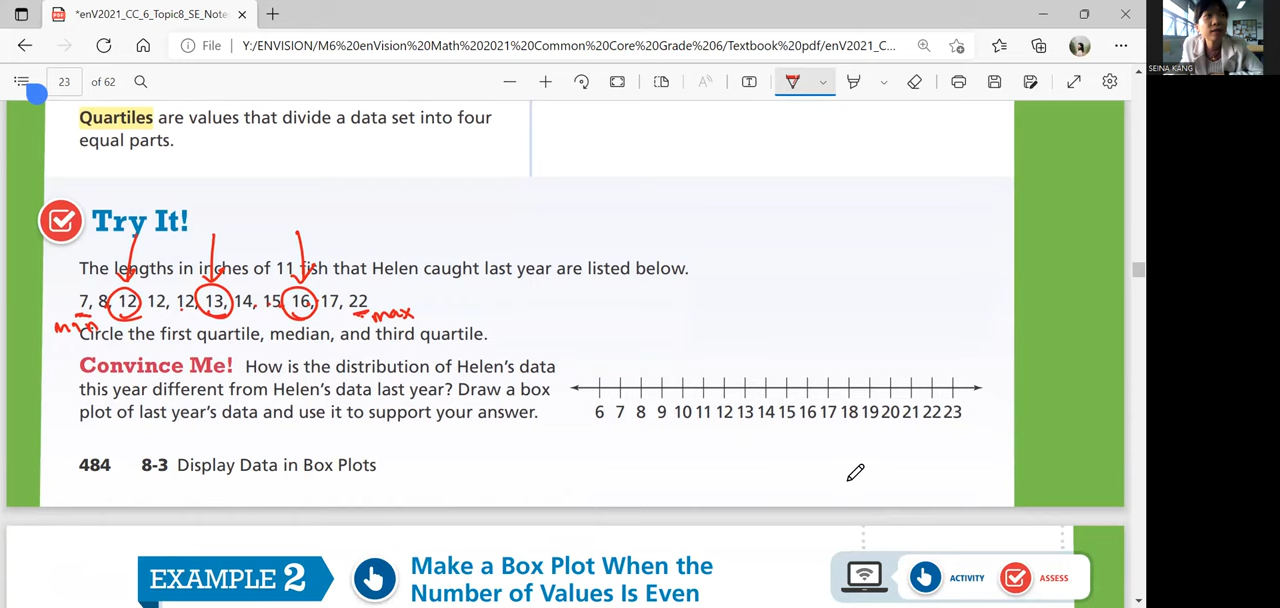 *enV2021_CC_6_Topic8_SE_Note
File Y:/ENVISION/M6%20enVision%20Math%202021%20Common%20Core%20Grade%206/Textbook%20pdf/enV2021_C...
23 of 62
SEINA KANG
Quartiles are values that divide a data set into four
equal parts.
Try It!
The lengths in inches of 11 fish that Helen caught last year are listed below.
7, 8, 12, 12, 12, 13, 14, 15, 16, 17, 22
min max
Circle the first quartile, median, and third quartile.
Convince Me! How is the distribution of Helen's data
this year different from Helen's data last year? Draw a box
plot of last year's data and use it to support your answer.
6 7 8 9 10 11 12 13 14 15 16 17 18 19 20 21 22 23
484 8-3 Display Data in Box Plots
EXAMPLE 2 Make a Box Plot When the
Number of Values Is Even
ACTIVITY ASSESS